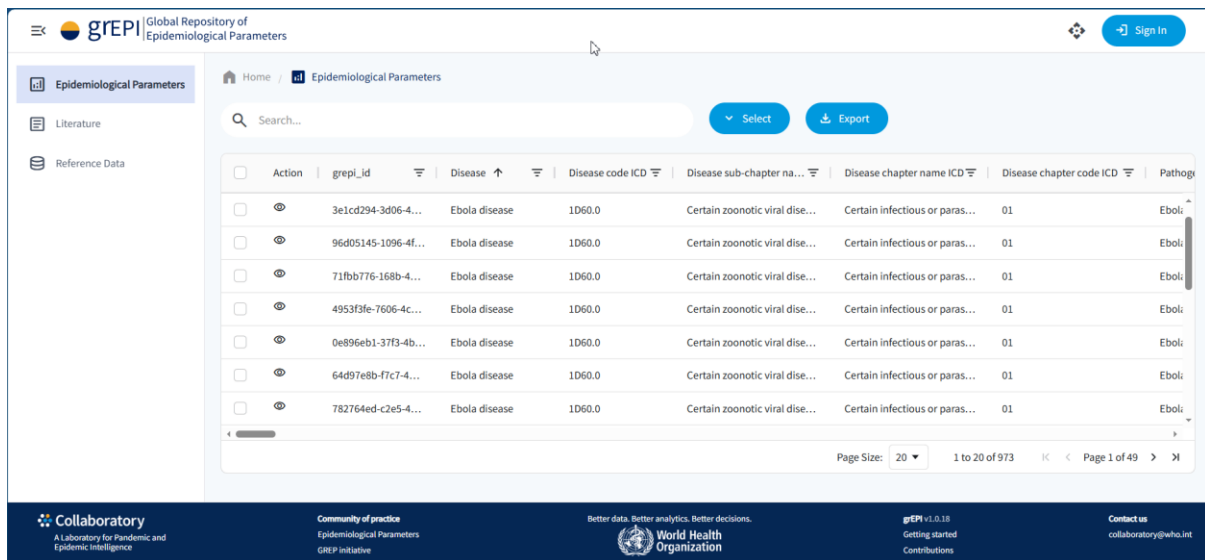 grEPI Global Repository of
Epidemiological Parameters
Sign In
Epidemiological Parameters
Literature
Reference Data
Home / Epidemiological Parameters
Search...
Select
Export
Action grepi_id Disease Disease code ICD Disease sub-chapter na... Disease chapter name ICD Disease chapter code ICD Pathoge
3e1cd294-3d06-4... Ebola disease 1D60.0 Certain zoonotic viral dise... Certain infectious or paras... 01 Ebola
96d05145-1096-4f... Ebola disease 1D60.0 Certain zoonotic viral dise... Certain infectious or paras... 01 Ebola
71fbb776-168b-4... Ebola disease 1D60.0 Certain zoonotic viral dise... Certain infectious or paras... 01 Ebola
4953f3fe-7606-4c... Ebola disease 1D60.0 Certain zoonotic viral dise... Certain infectious or paras... 01 Ebola
0e896eb1-37f3-4b... Ebola disease 1D60.0 Certain zoonotic viral dise... Certain infectious or paras... 01 Ebola
64d97e8b-f7c7-4... Ebola disease 1D60.0 Certain zoonotic viral dise... Certain infectious or paras... 01 Ebola
782764ed-c2e5-4... Ebola disease 1D60.0 Certain zoonotic viral dise... Certain infectious or paras... 01 Ebola
Page Size: 20 1 to 20 of 973 Page 1 of 49
Collaboratory
A Laboratory for Pandemic and
Epidemic Intelligence
Community of practice
Epidemiological Parameters
GREP initiative
Better data. Better analytics. Better decisions.
World Health
Organization
grEPI v1.0.18
Getting started
Contributions
Contact us
collaboratory@who.int